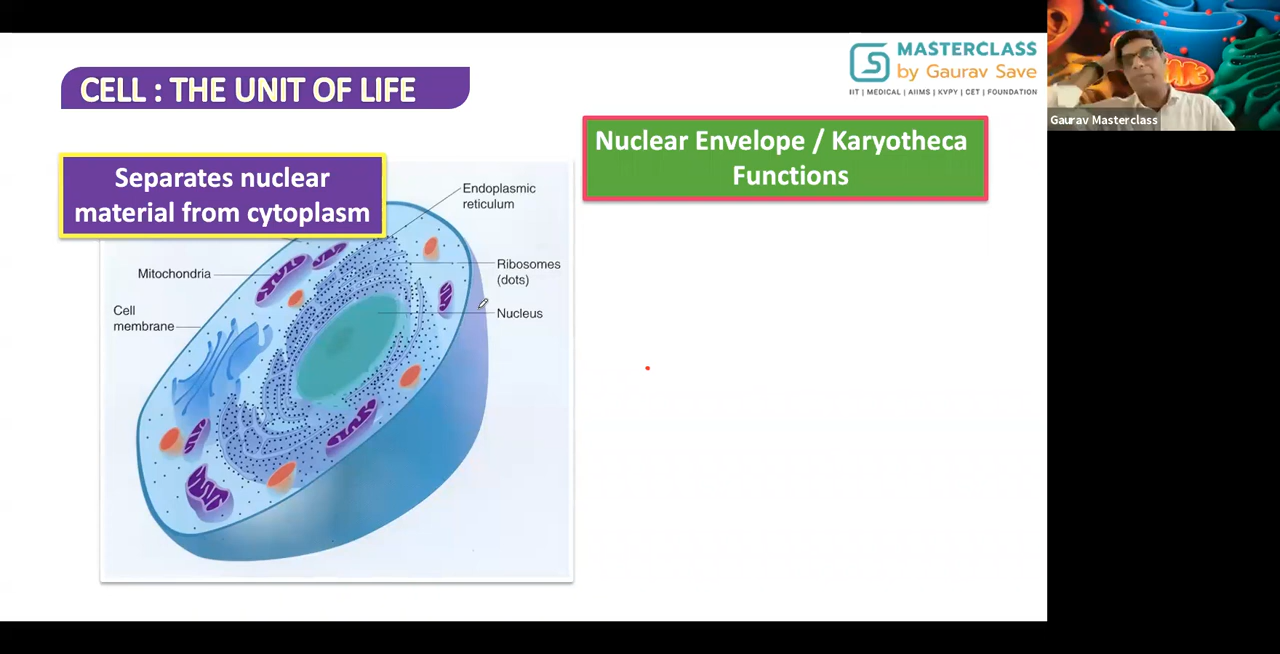 MASTERCLASS
by Gaurav Save
IIT | MEDICAL | AIIMS | KVPY | CET | FOUNDATION
Gaurav Masterclass
CELL : THE UNIT OF LIFE
Nuclear Envelope / Karyotheca
Functions
Separates nuclear
material from cytoplasm
Endoplasmic
reticulum
Ribosomes
(dots)
Mitochondria
Cell
membrane
Nucleus